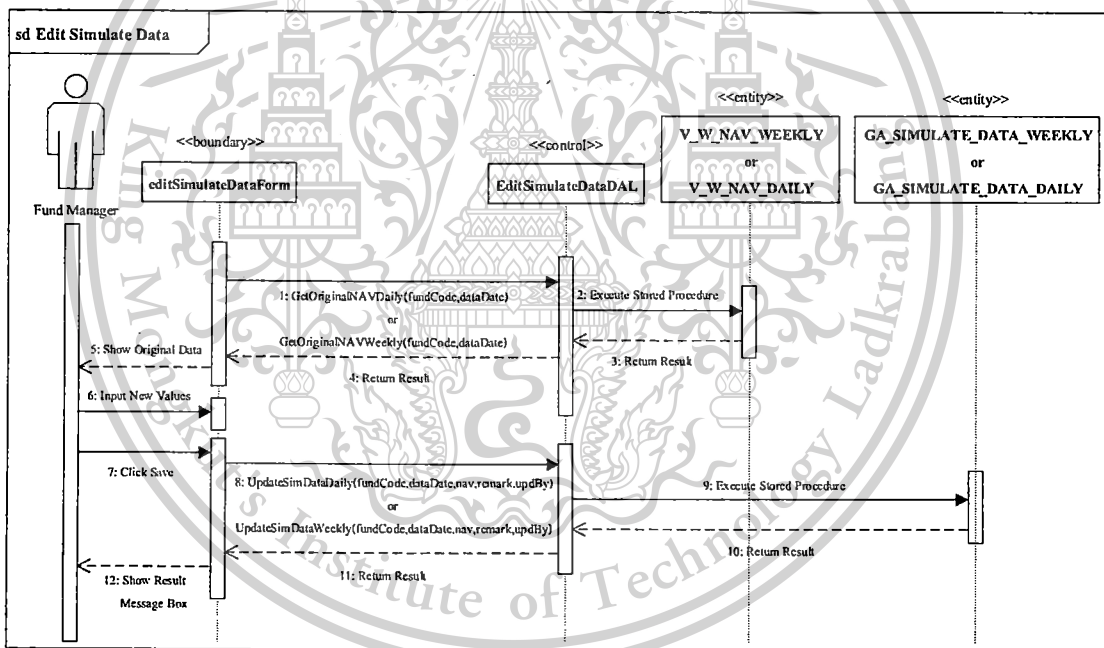 sd Edit Simulate Data
Fund Manager
<<boundary>>
editSimulateDataForm
<<control>>
EditSimulateDataDAL
<<entity>>
V_W_NAV_WEEKLY
or
V_W_NAV_DAILY
<<entity>>
GA_SIMULATE_DATA_WEEKLY
or
GA_SIMULATE_DATA_DAILY
1: GetOriginalNAVDaily(fundCode,dataDate)
or
GetOriginalNAVWeekly(fundCode,dataDate)
2: Execute Stored Procedure
3: Return Result
4: Return Result
5: Show Original Data
6: Input New Values
7: Click Save
8: UpdateSimDataDaily(fundCode,dataDate,nav,remark,updBy)
or
UpdateSimDataWeekly(fundCode,dataDate,nav,remark,updBy)
9: Execute Stored Procedure
10: Return Result
11: Return Result
12: Show Result
Message Box
King Mongkut's Institute of Technology Ladkrabang